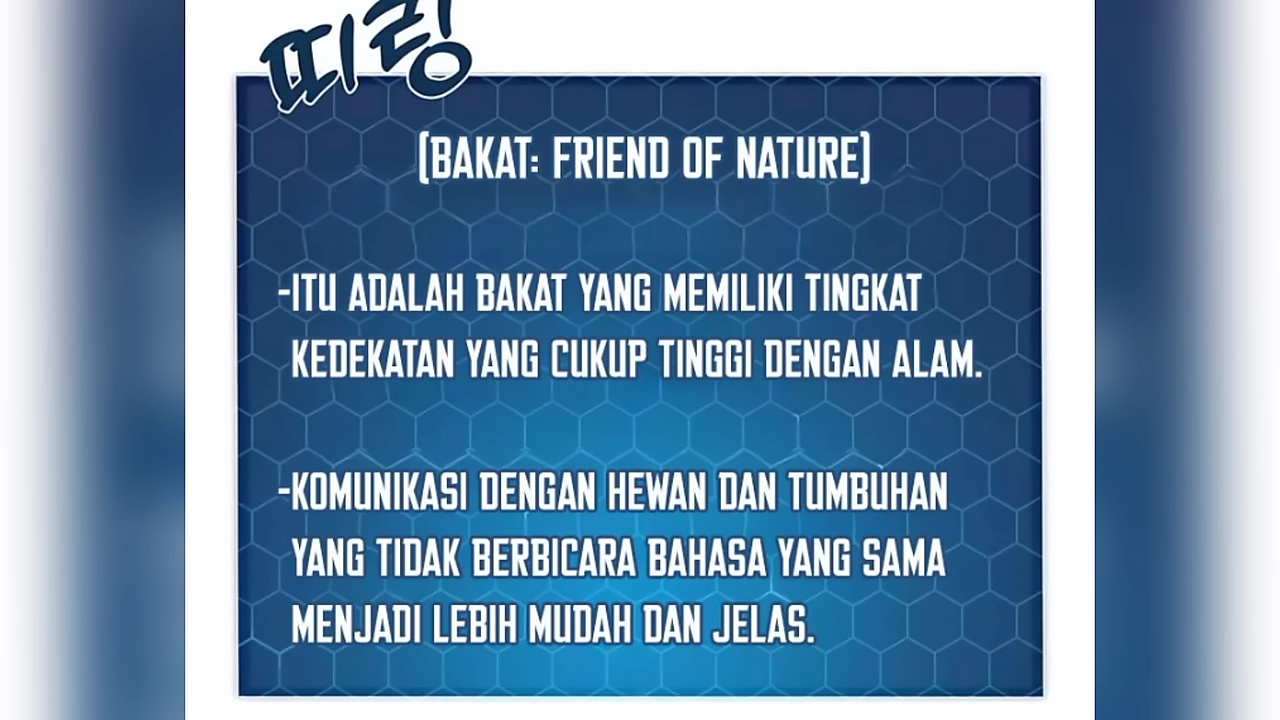 띠링
[BAKAT: FRIEND OF NATURE]
-ITU ADALAH BAKAT YANG MEMILIKI TINGKAT
KEDEKATAN YANG CUKUP TINGGI DENGAN ALAM.
-KOMUNIKASI DENGAN HEWAN DAN TUMBUHAN
YANG TIDAK BERBICARA BAHASA YANG SAMA
MENJADI LEBIH MUDAH DAN JELAS.